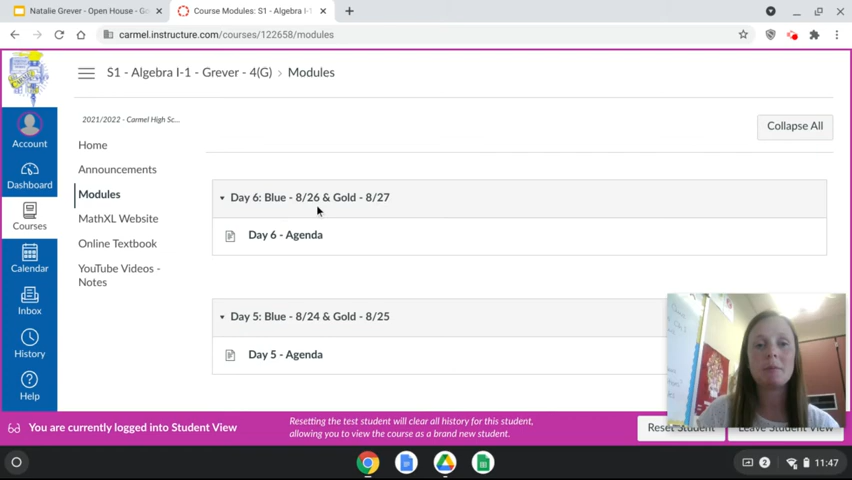 Natalie Grever - Open House - G
Course Modules: S1 - Algebra I-1
carmel.instructure.com/courses/122658/modules
S1 - Algebra I-1 - Grever - 4(G) > Modules
2021/2022 - Carmel High Sc...
Collapse All
Account
Dashboard
Courses
Calendar
Inbox
History
Help
Home
Announcements
Modules
MathXL Website
Online Textbook
YouTube Videos -
Notes
Day 6: Blue - 8/26 & Gold - 8/27
Day 6 - Agenda
Day 5: Blue - 8/24 & Gold - 8/25
Day 5 - Agenda
You are currently logged into Student View
Resetting the test student will clear all history for this student,
allowing you to view the course as a brand new student.
Reset Student
Leave Student View
2
11:47